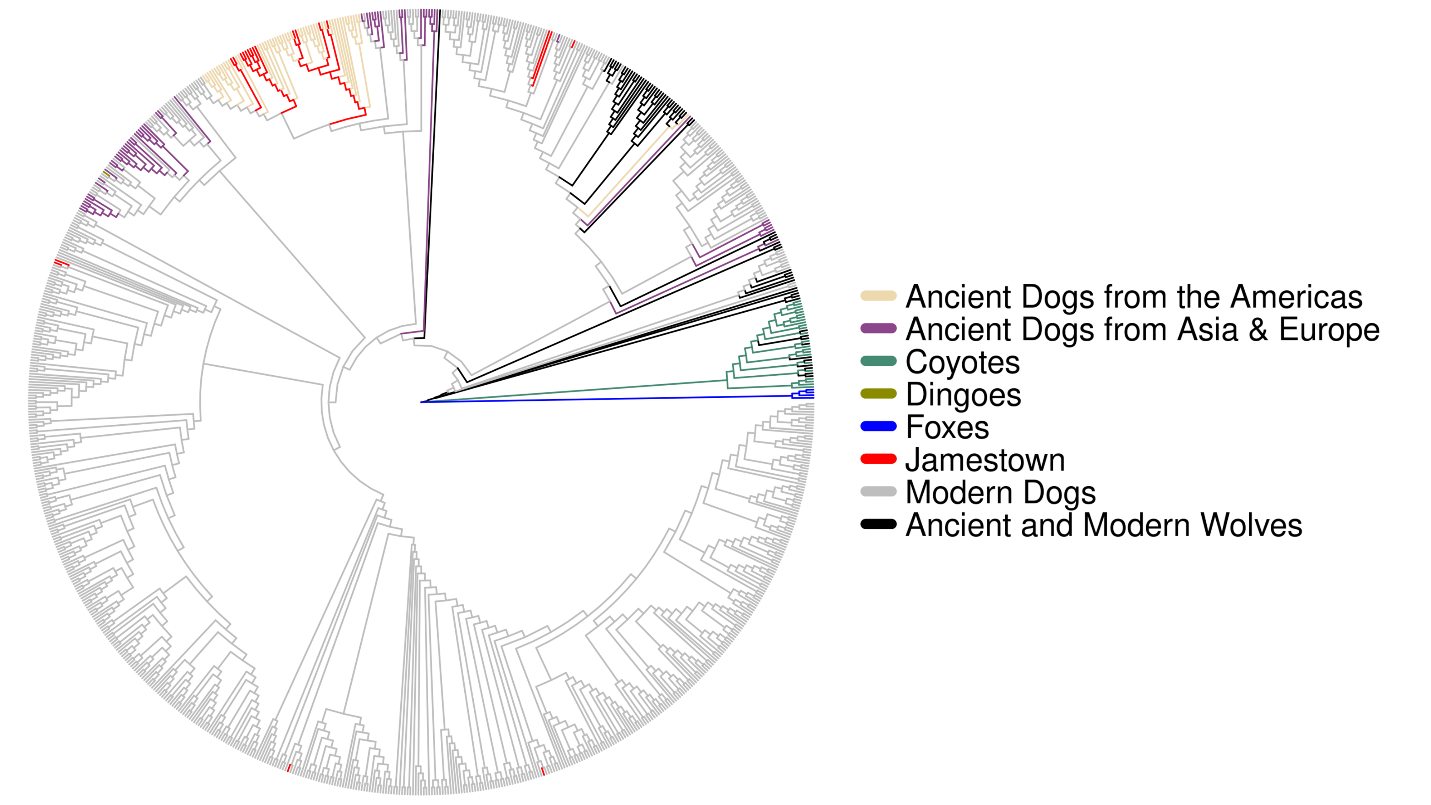 Ancient Dogs from the Americas
Ancient Dogs from Asia & Europe
Coyotes
Dingoes
Foxes
Jamestown
Modern Dogs
Ancient and Modern Wolves